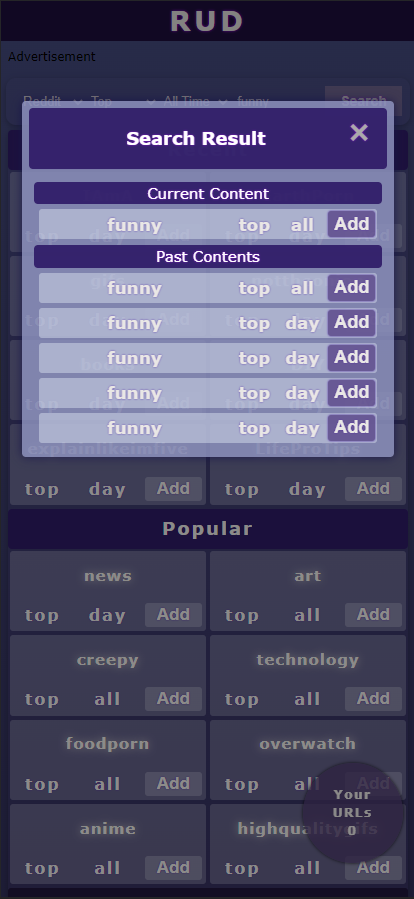 RUD
Advertisement
Reddit Top All Time funny Search
Search Result ×
Current Content
funny top all Add
Past Contents
funny top all Add
funny top day Add
funny top day Add
funny top day Add
funny top day Add
explainlikeimfive LifeProTips
top day Add top day Add
Popular
news art
top day Add top all Add
creepy technology
top all Add top all Add
foodporn overwatch
top all Add top all Add
anime highqualitygifs
top all Add top all Add
Your
URLs
0